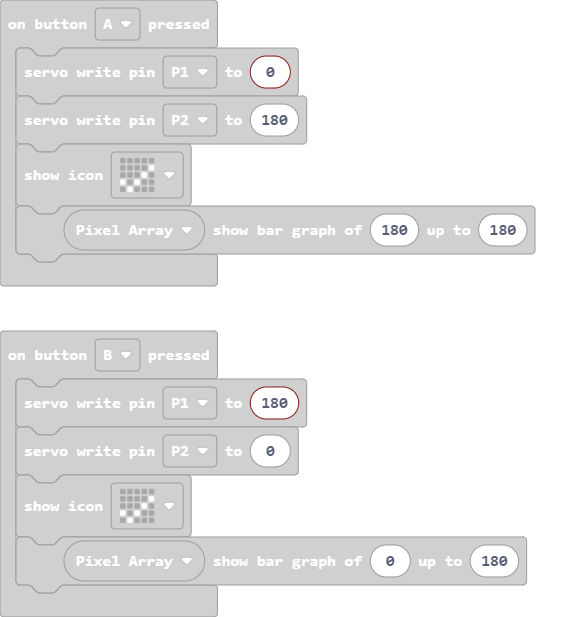 on button A pressed
servo write pin P1 to 0
servo write pin P2 to 180
show icon
Pixel Array show bar graph of 180 up to 180
on button B pressed
servo write pin P1 to 180
servo write pin P2 to 0
show icon
Pixel Array show bar graph of 0 up to 180